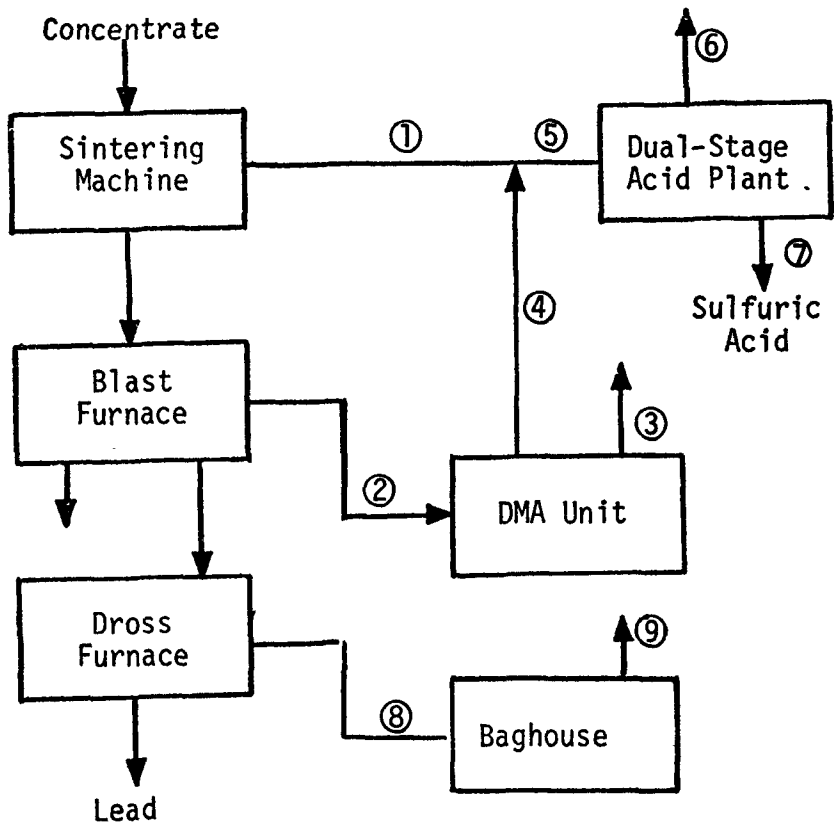 Concentrate
⑥
Sintering
Machine
①
⑤
Dual-Stage
Acid Plant .
⑦
Sulfuric
Acid
④
Blast
Furnace
③
②
DMA Unit
Dross
Furnace
⑨
⑧
Baghouse
Lead